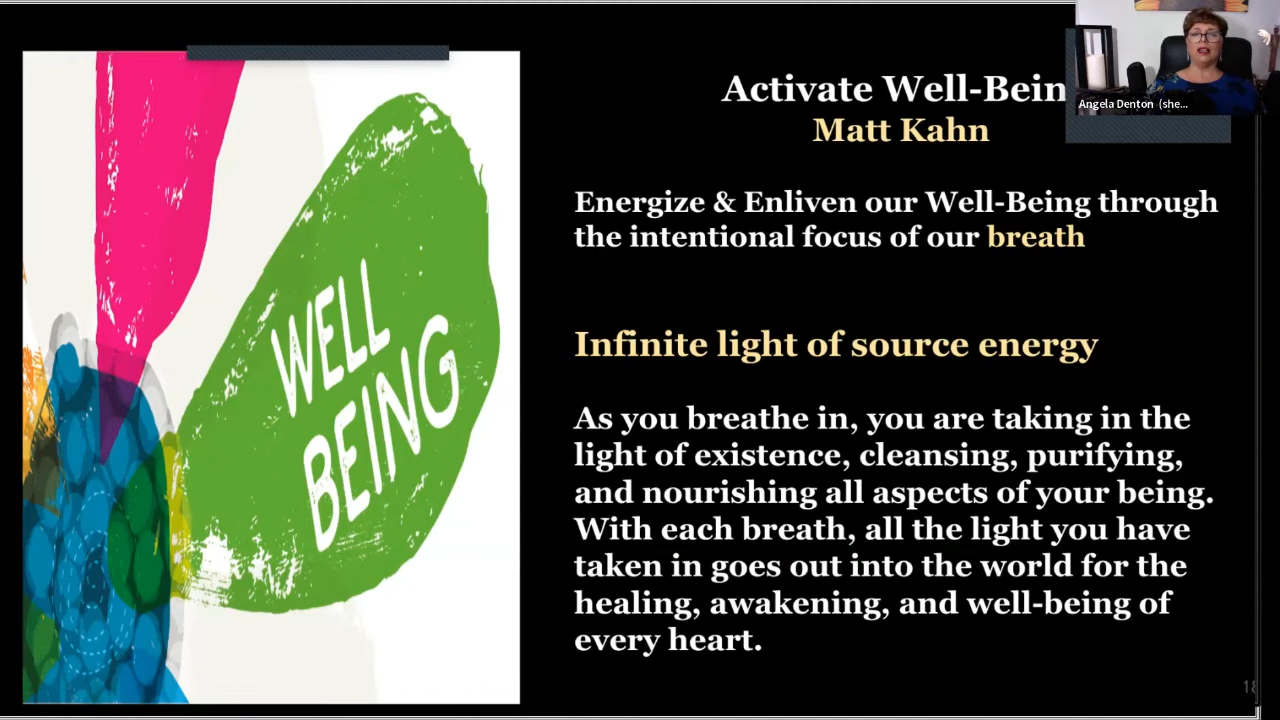 Activate Well-Bein
Matt Kahn
Angela Denton (she...
Energize & Enliven our Well-Being through
the intentional focus of our breath
WELL
BEING
Infinite light of source energy
As you breathe in, you are taking in the
light of existence, cleansing, purifying,
and nourishing all aspects of your being.
With each breath, all the light you have
taken in goes out into the world for the
healing, awakening, and well-being of
every heart.
18